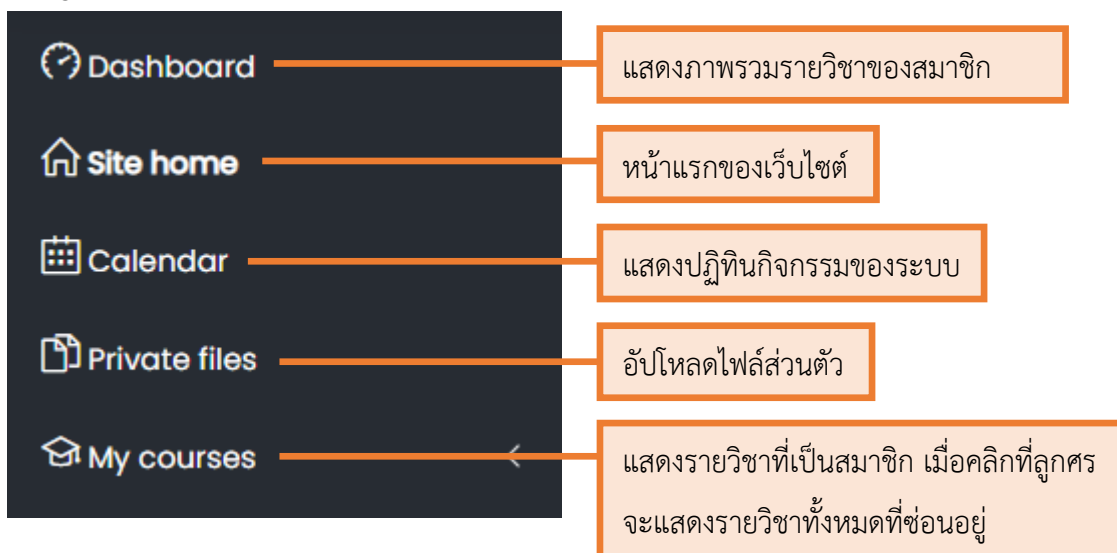 Dashboard
แสดงภาพรวมรายวิชาของสมาชิก
Site home
หน้าแรกของเว็บไซต์
Calendar
แสดงปฏิทินกิจกรรมของระบบ
Private files
อัปโหลดไฟล์ส่วนตัว
My courses
แสดงรายวิชาที่เป็นสมาชิก เมื่อคลิกที่ลูกศร
จะแสดงรายวิชาทั้งหมดที่ซ่อนอยู่